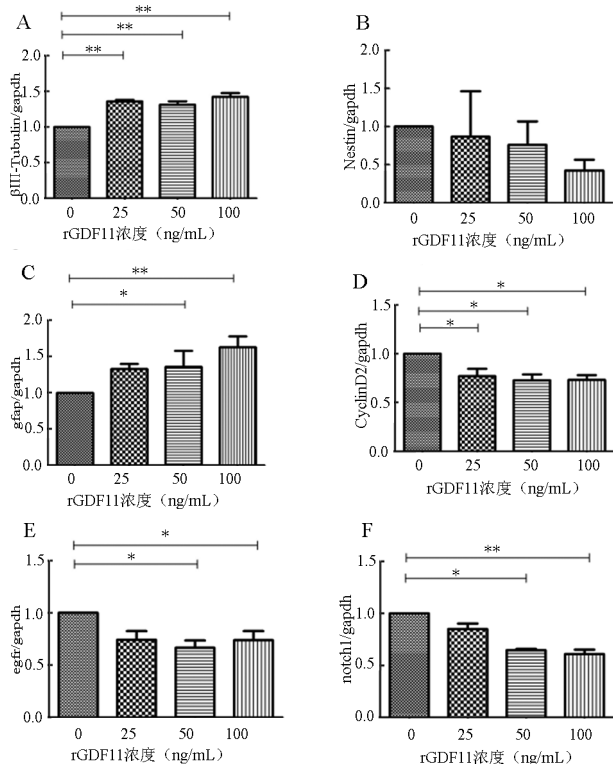 A
**
**
**
βIII-Tubulin/gapdh
2.0
1.5
1.0
0.5
0.0
0 25 50 100
rGDF11浓度（ng/mL）
B
Nestin/gapdh
2.0
1.5
1.0
0.5
0.0
0 25 50 100
rGDF11浓度（ng/mL）
C
**
*
gfap/gapdh
2.0
1.5
1.0
0.5
0.0
0 25 50 100
rGDF11浓度（ng/mL）
D
*
*
*
CyclinD2/gapdh
1.5
1.0
0.5
0.0
0 25 50 100
rGDF11浓度（ng/mL）
E
*
*
egfr/gapdh
1.5
1.0
0.5
0.0
0 25 50 100
rGDF11浓度（ng/mL）
F
**
*
notch1/gapdh
1.5
1.0
0.5
0.0
0 25 50 100
rGDF11浓度（ng/mL）